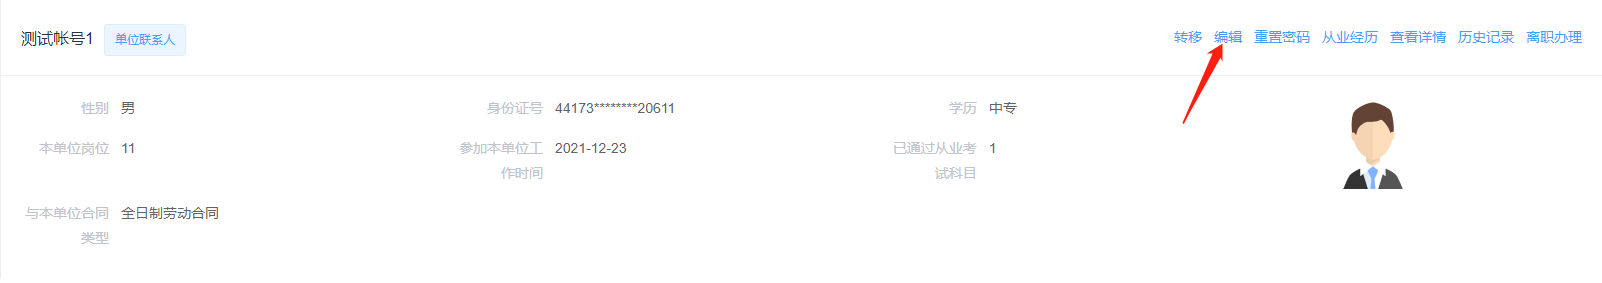 测试帐号1 单位联系人 转移 编辑 重置密码 从业经历 查看详情 历史记录 离职办理
性别 男 身份证号 44173********20611 学历 中专
本单位岗位 11 参加本单位工 2021-12-23 已通过从业考 1
作时间 试科目
与本单位合同 全日制劳动合同
类型